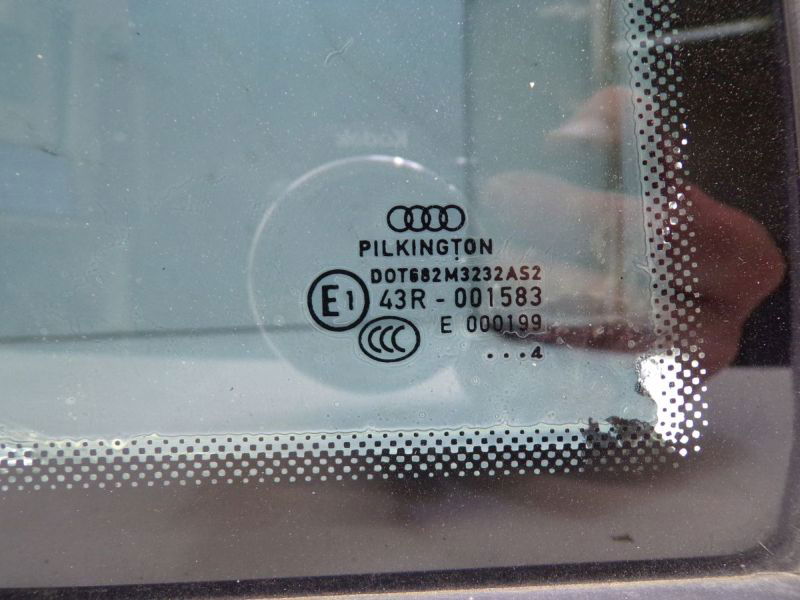 PILKINGTON
DOT682M3232AS2
E1 43R - 001583
E 000199
CCC
...4